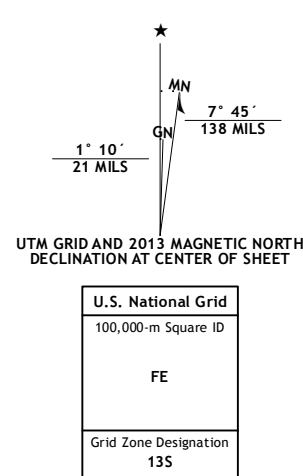 ★
MN
GN
7° 45´
138 MILS
1° 10´
21 MILS
UTM GRID AND 2013 MAGNETIC NORTH
DECLINATION AT CENTER OF SHEET
U.S. National Grid
100,000-m Square ID
FE
Grid Zone Designation
13S